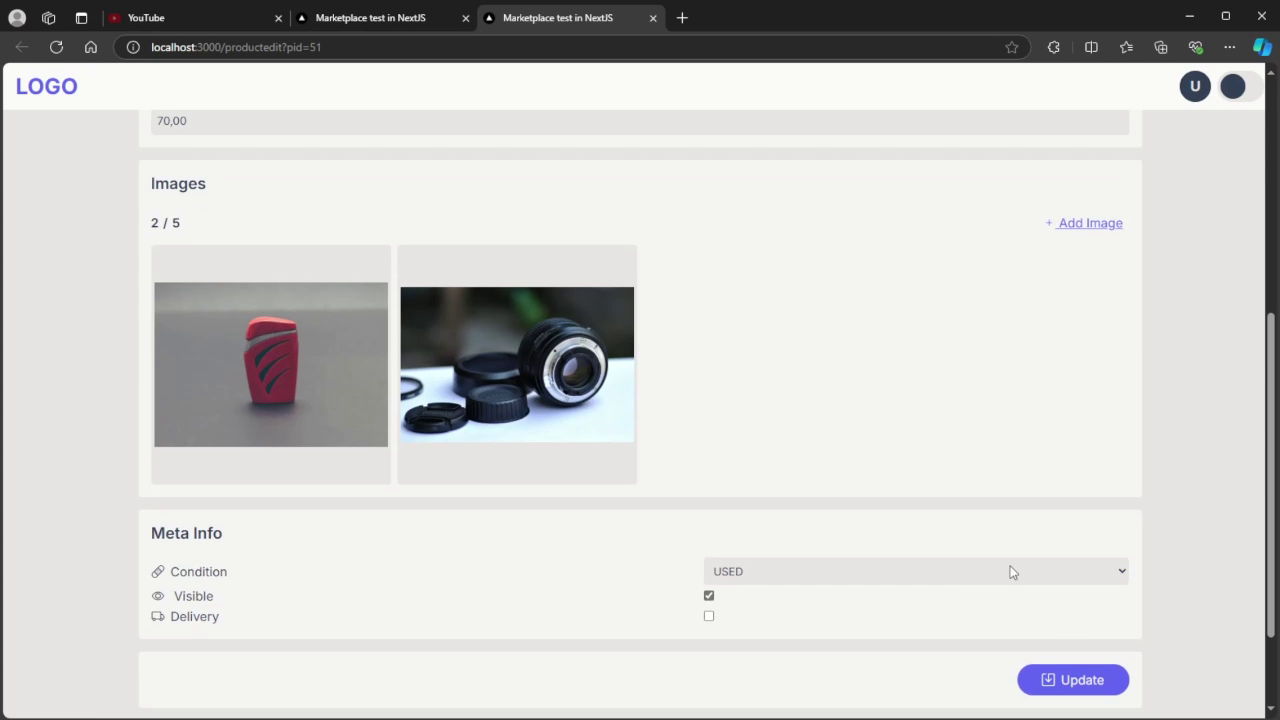 YouTube
Marketplace test in NextJS
Marketplace test in NextJS
localhost:3000/productedit?pid=51
LOGO
U
70,00
Images
2 / 5
+ Add Image
Meta Info
Condition
USED
Visible
Delivery
Update